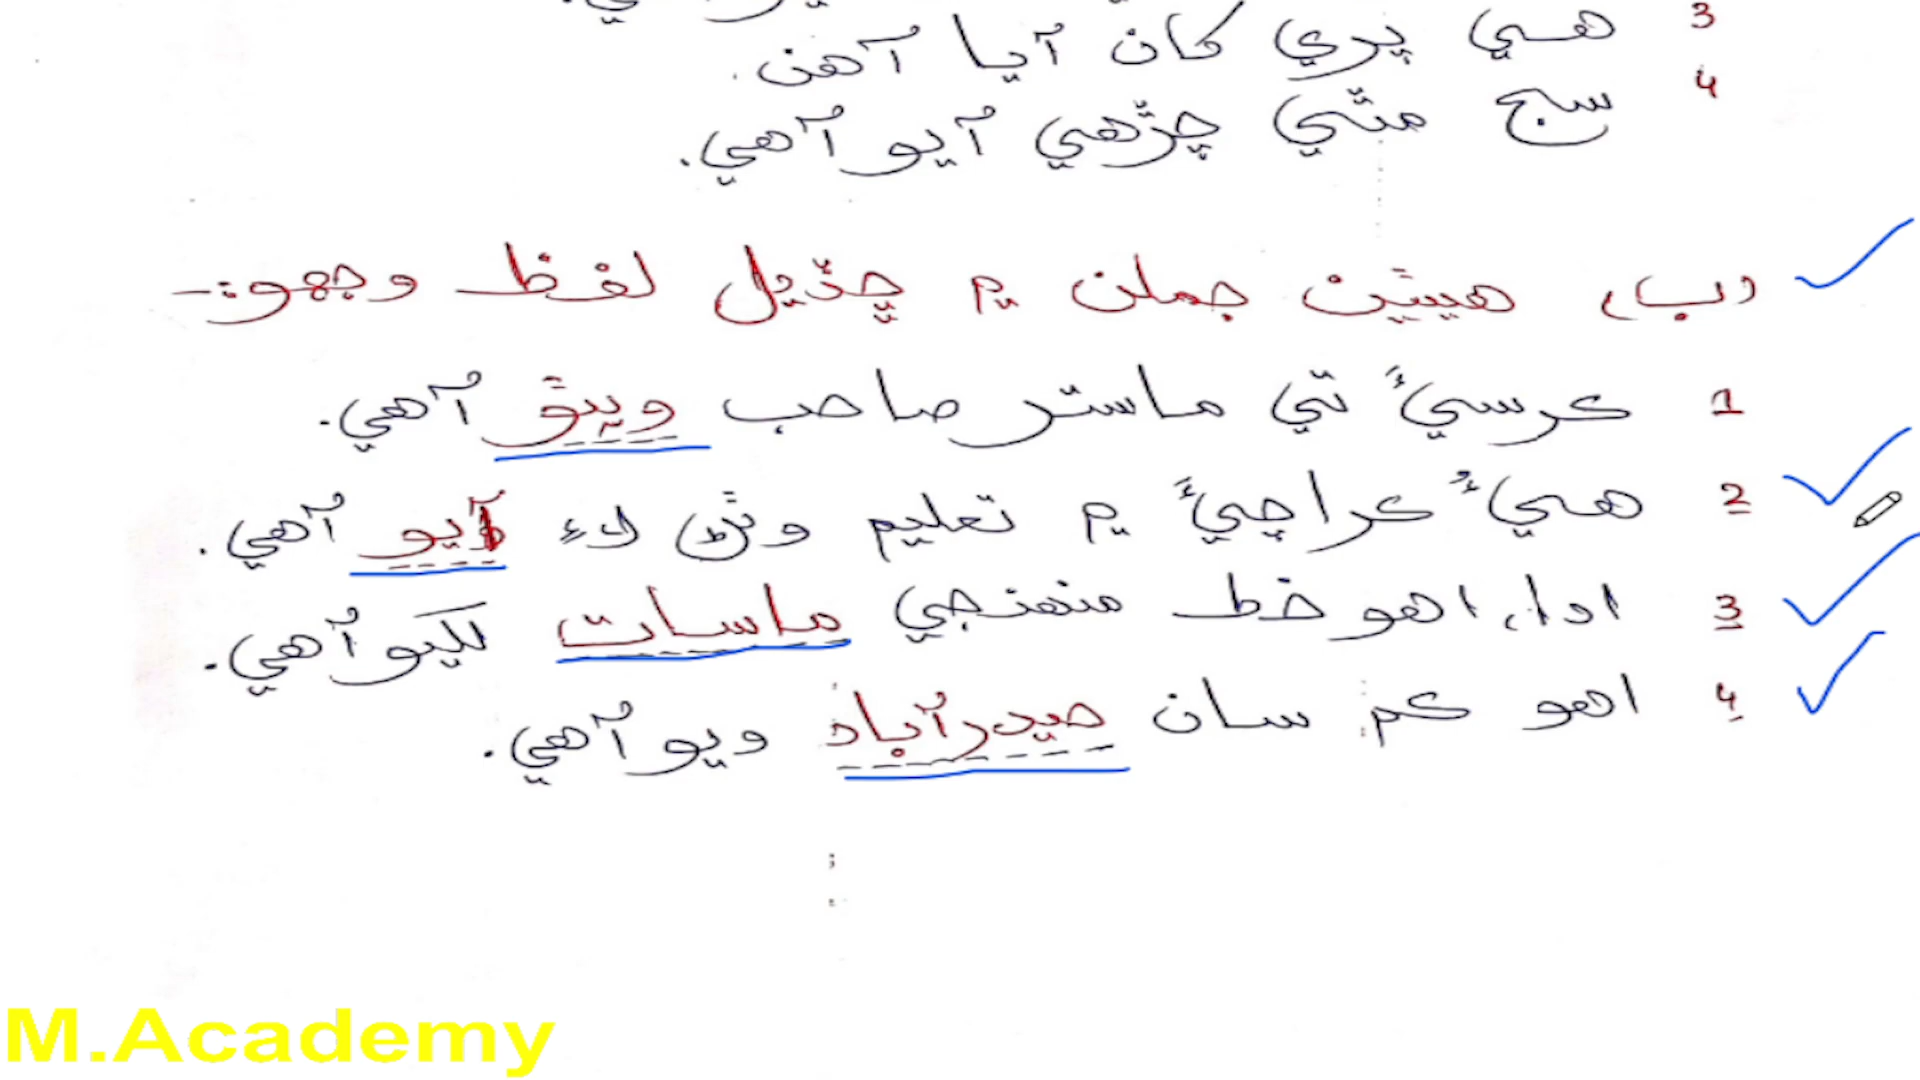 3 هي پري کان آيا آهن.
4 سج مٿي چڙهي آيو آهي.
(ب) هيٺين جملن ۾ ڇڏيل لفظ وجهو:-
1 ڪرسيءَ تي ماستر صاحب ويٺو آهي.
2 هيءُ ڪراچيءَ ۾ تعليم وٺڻ لاءِ آيو آهي.
3 ادا، اهو خط منهنجي ماسات لکيو آهي.
4 اهو ڪم سان حيدرآباد ويو آهي.
M.Academy